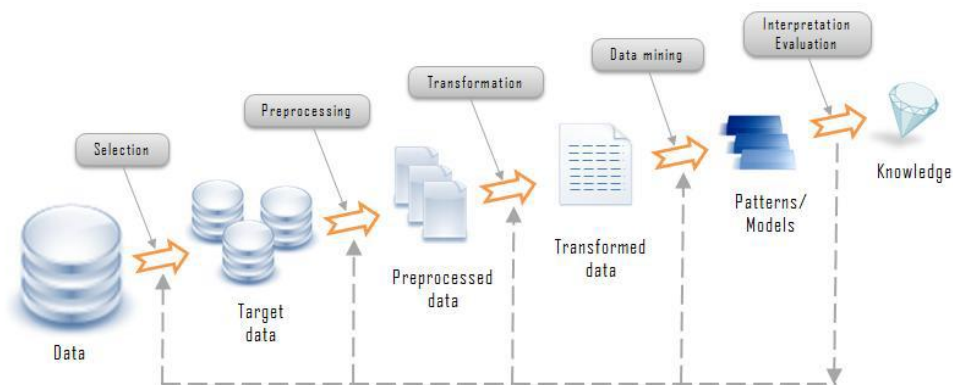 Interpretation
Evaluation
Data mining
Transformation
Preprocessing
Selection
Knowledge
Patterns/
Models
Transformed
data
Preprocessed
data
Target
data
Data